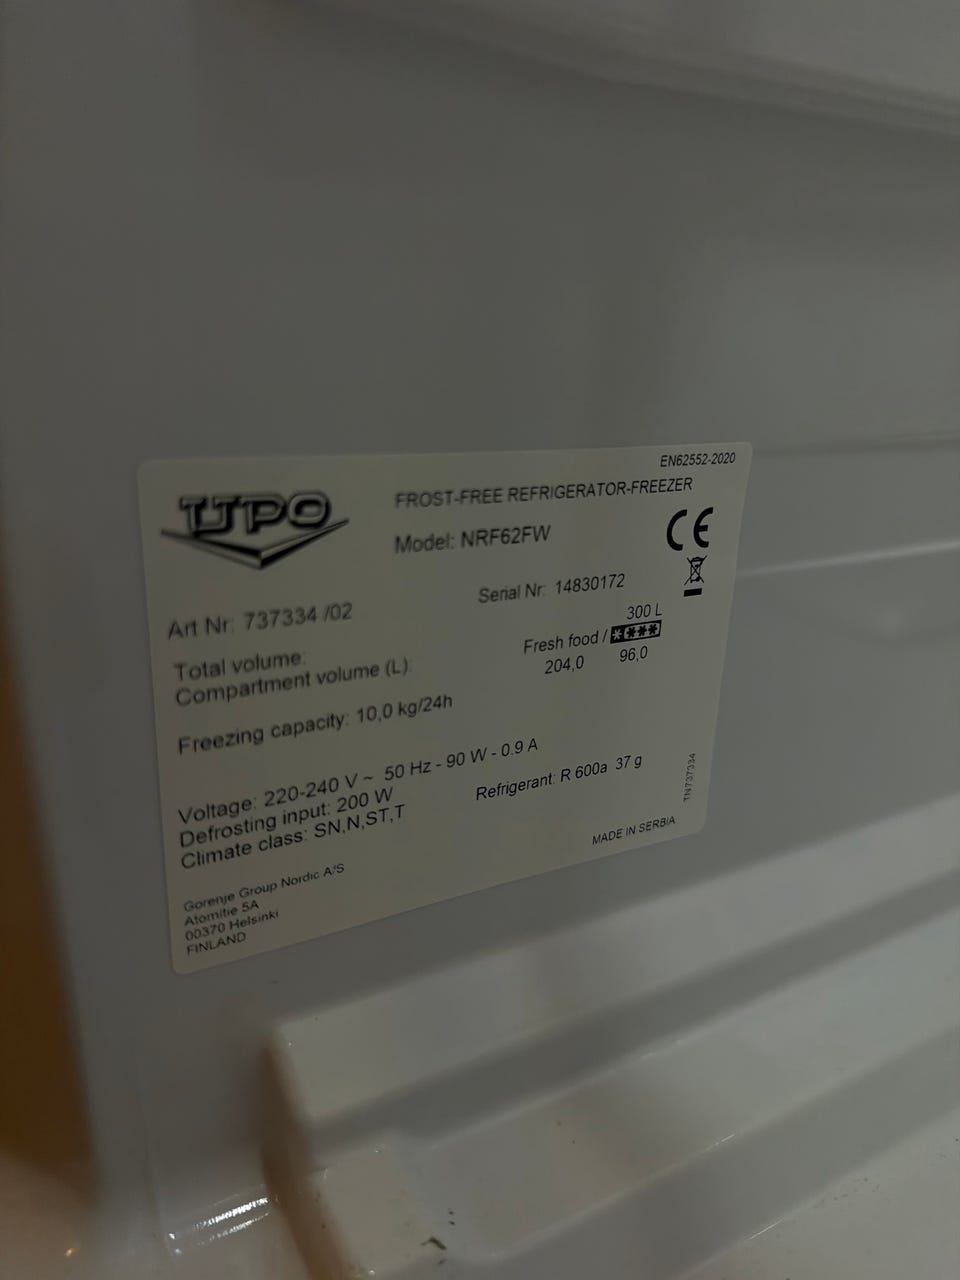 EN62552-2020
UPO
FROST-FREE REFRIGERATOR-FREEZER
Model: NRF62FW
CE
Art Nr: 737334 /02
Serial Nr: 14830172
Total volume:
300 L
Compartment volume (L):
Fresh food / ****
204,0 96,0
Freezing capacity: 10,0 kg/24h
Voltage: 220-240 V ~ 50 Hz - 90 W - 0.9 A
Defrosting input: 200 W
Refrigerant: R 600a 37 g
Climate class: SN,N,ST,T
TN737334
MADE IN SERBIA
Gorenje Group Nordic A/S
Atomitie 5A
00370 Helsinki
FINLAND